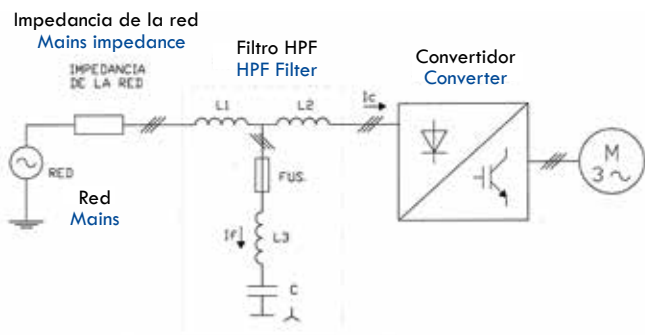 Impedancia de la red
Mains impedance
IMPEDANCIA
DE LA RED
Filtro HPF
HPF Filter
Convertidor
Converter
L1
L2
Ic
RED
Red
Mains
FUS.
If
L3
C
M
3 ~